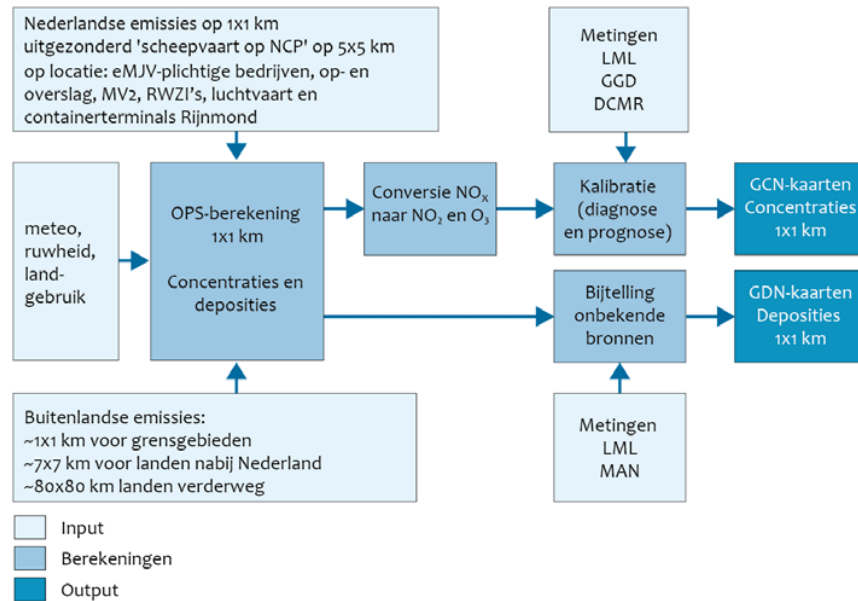 Nederlandse emissies op 1x1 km
uitgezonderd 'scheepvaart op NCP' op 5x5 km
op locatie: eMJV-plichtige bedrijven, op- en
overslag, MV2, RWZI's, luchtvaart en
containerterminals Rijnmond
Metingen
LML
GGD
DCMR
meteo,
ruwheid,
land-
gebruik
OPS-berekening
1x1 km
Concentraties en
deposities
Conversie NOₓ
naar NO₂ en O₃
Kalibratie
(diagnose
en prognose)
GCN-kaarten
Concentraties
1x1 km
Bijtelling
onbekende
bronnen
GDN-kaarten
Deposities
1x1 km
Buitenlandse emissies:
~1x1 km voor grensgebieden
~7x7 km voor landen nabij Nederland
~80x80 km landen verderweg
Metingen
LML
MAN
Input
Berekeningen
Output